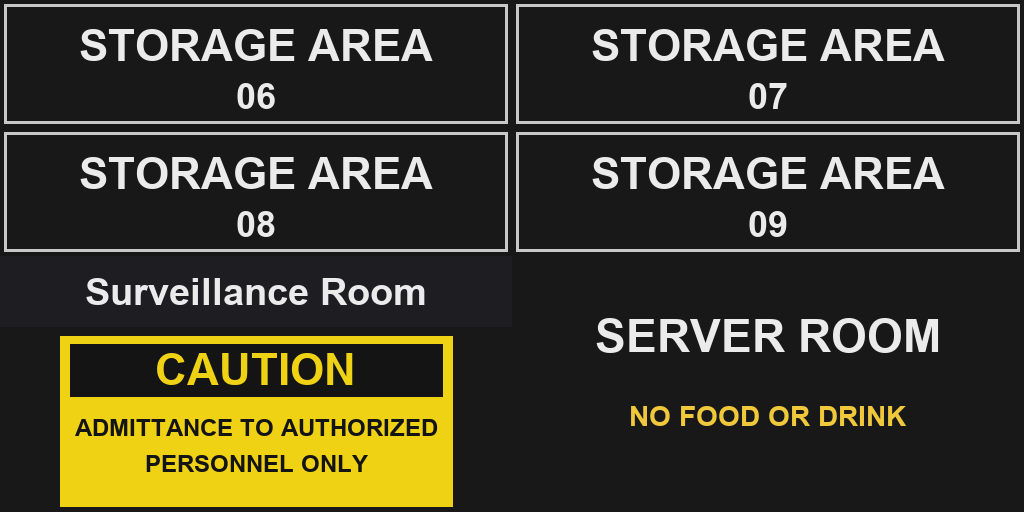 STORAGE AREA
06
STORAGE AREA
07
STORAGE AREA
08
STORAGE AREA
09
Surveillance Room
CAUTION
ADMITTANCE TO AUTHORIZED
PERSONNEL ONLY
SERVER ROOM
NO FOOD OR DRINK